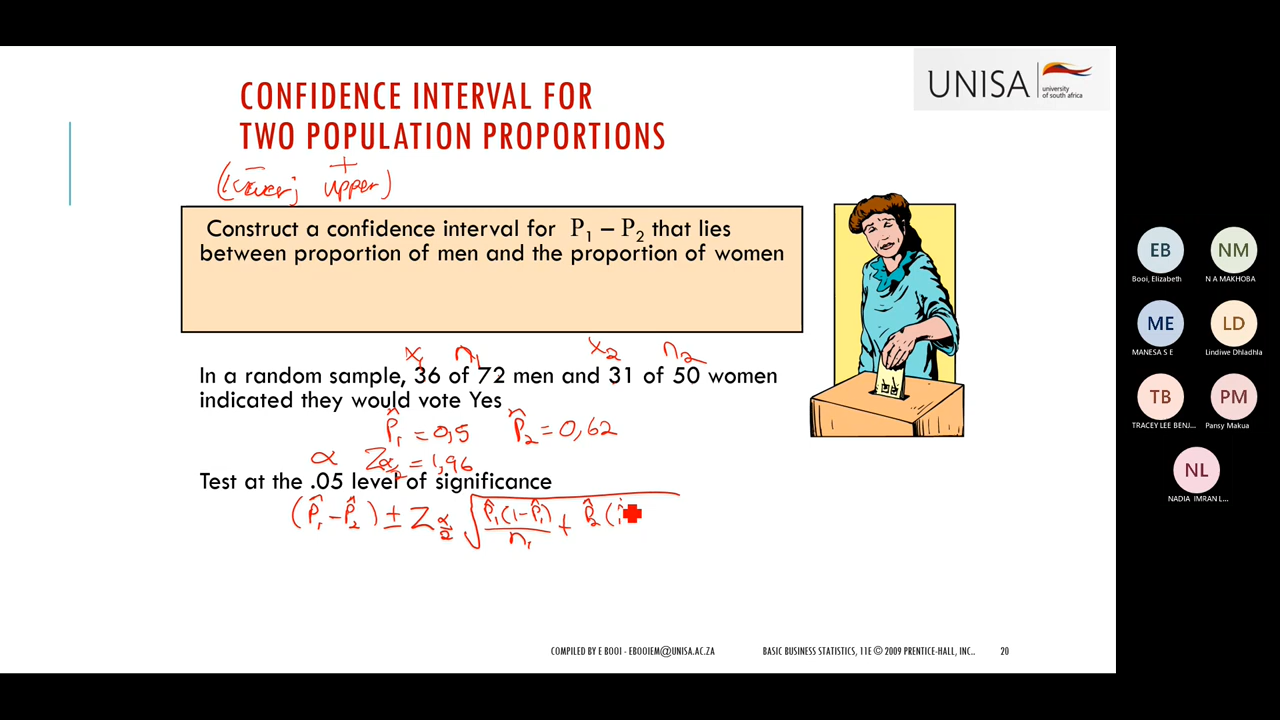 CONFIDENCE INTERVAL FOR
TWO POPULATION PROPORTIONS
UNISA
university
of south africa
− +
(lower; upper)
Construct a confidence interval for P₁ – P₂ that lies
between proportion of men and the proportion of women
x₁ n₁ x₂ n₂
In a random sample, 36 of 72 men and 31 of 50 women
indicated they would vote Yes
p̂₁ = 0,5 p̂₂ = 0,62
α Zα/2 = 1,96
Test at the .05 level of significance
(p̂₁ - p̂₂) ± Zα/2 √ p̂₁(1-p̂₁)/n₁ + p̂₂(1
COMPILED BY E BOOI - EBOOIEM@UNISA.AC.ZA
BASIC BUSINESS STATISTICS, 11E © 2009 PRENTICE-HALL, INC..
20
EB
Booi, Elizabeth
NM
N A MAKHOBA
ME
MANESA S E
LD
Lindiwe Dhladhla
TB
TRACEY LEE BENJ...
PM
Pansy Makua
NL
NADIA IMRAN L...